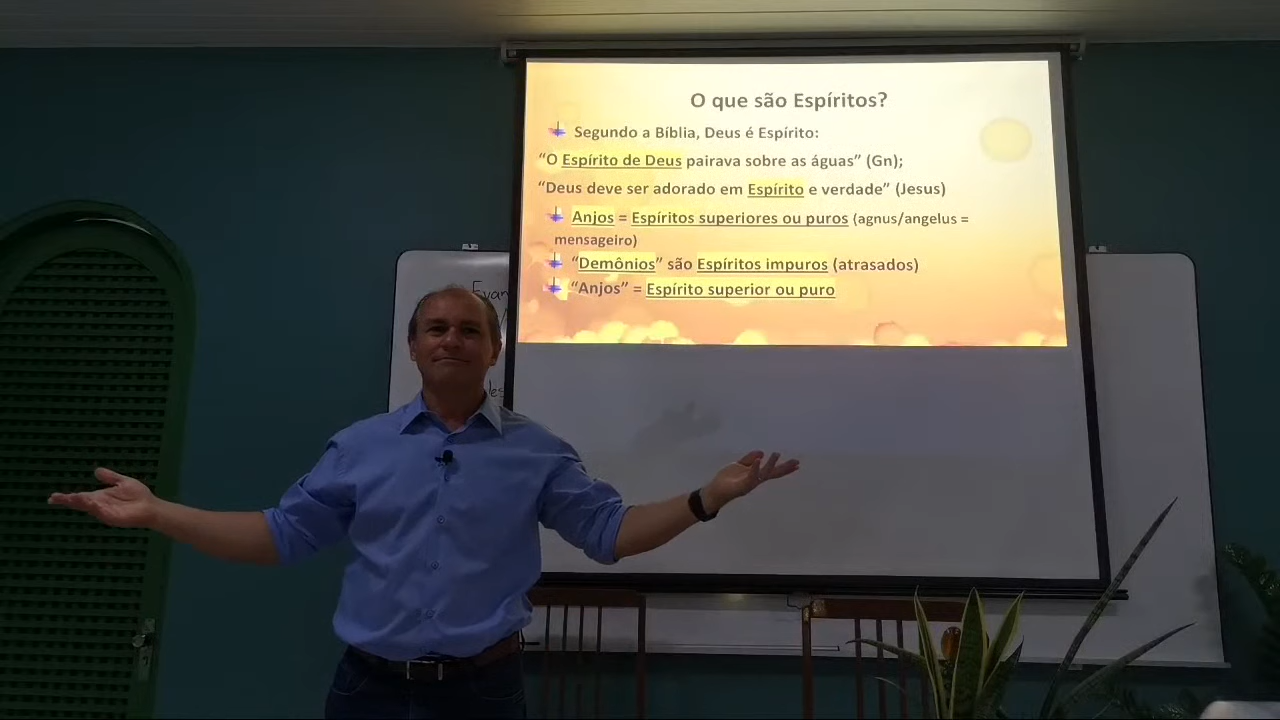 O que são Espíritos?
Segundo a Bíblia, Deus é Espírito:
“O Espírito de Deus pairava sobre as águas” (Gn);
“Deus deve ser adorado em Espírito e verdade” (Jesus)
Anjos = Espíritos superiores ou puros (agnus/angelus =
mensageiro)
“Demônios” são Espíritos impuros (atrasados)
“Anjos” = Espírito superior ou puro